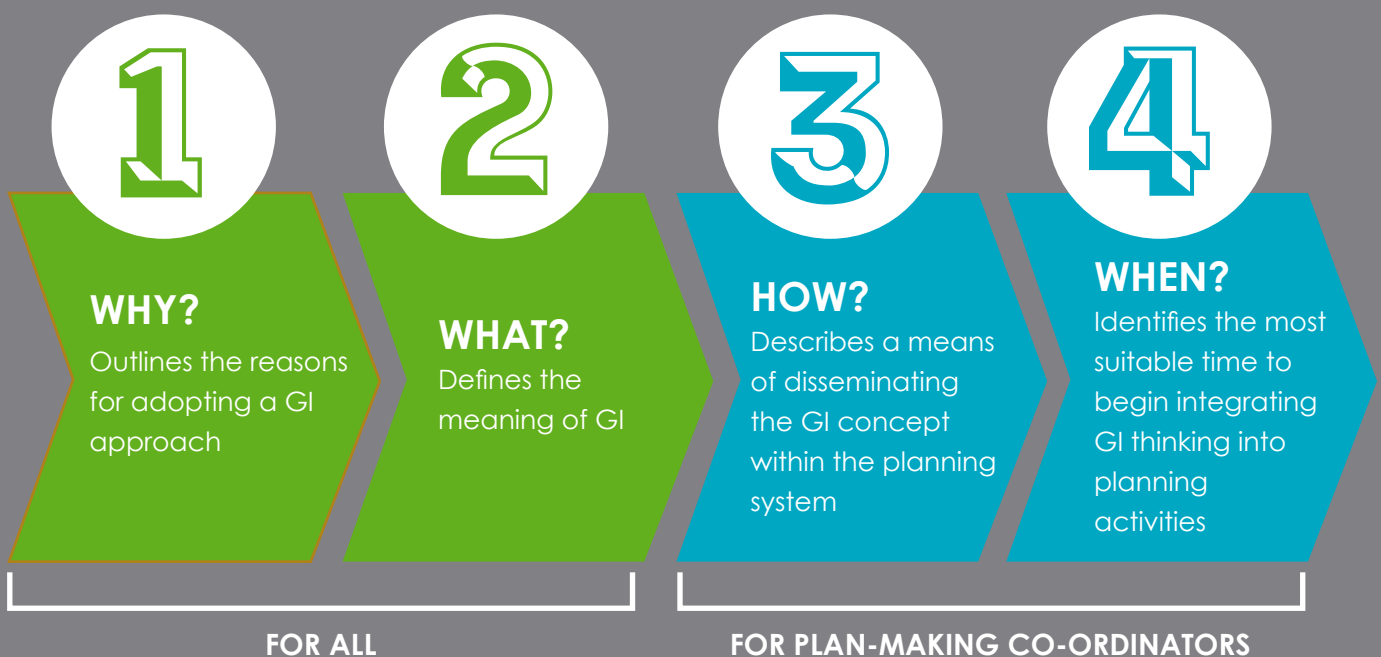 1
WHY?
Outlines the reasons
for adopting a GI
approach
2
WHAT?
Defines the
meaning of GI
3
HOW?
Describes a means
of disseminating
the GI concept
within the planning
system
4
WHEN?
Identifies the most
suitable time to
begin integrating
GI thinking into
planning
activities
FOR ALL
FOR PLAN-MAKING CO-ORDINATORS